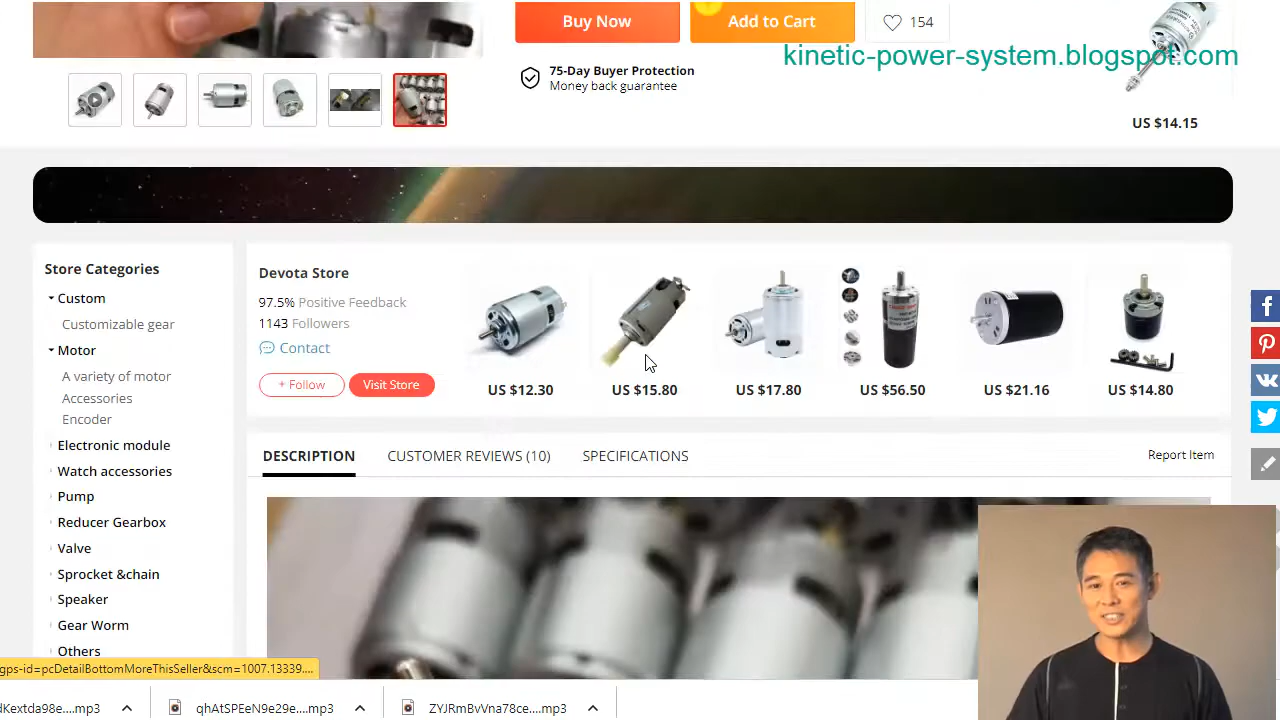 Buy Now
Add to Cart
154
kinetic-power-system.blogspot.com
75-Day Buyer Protection
Money back guarantee
US $14.15
Store Categories
Custom
Customizable gear
Motor
A variety of motor
Accessories
Encoder
Electronic module
Watch accessories
Pump
Reducer Gearbox
Valve
Sprocket &chain
Speaker
Gear Worm
Others
Devota Store
97.5% Positive Feedback
1143 Followers
Contact
+ Follow
Visit Store
US $12.30
US $15.80
US $17.80
US $56.50
US $21.16
US $14.80
DESCRIPTION
CUSTOMER REVIEWS (10)
SPECIFICATIONS
Report Item
gps-id=pcDetailBottomMoreThisSeller&scm=1007.13339....
dKextda98e....mp3
qhAtSPEeN9e29e....mp3
ZYJRmBvVna78ce....mp3